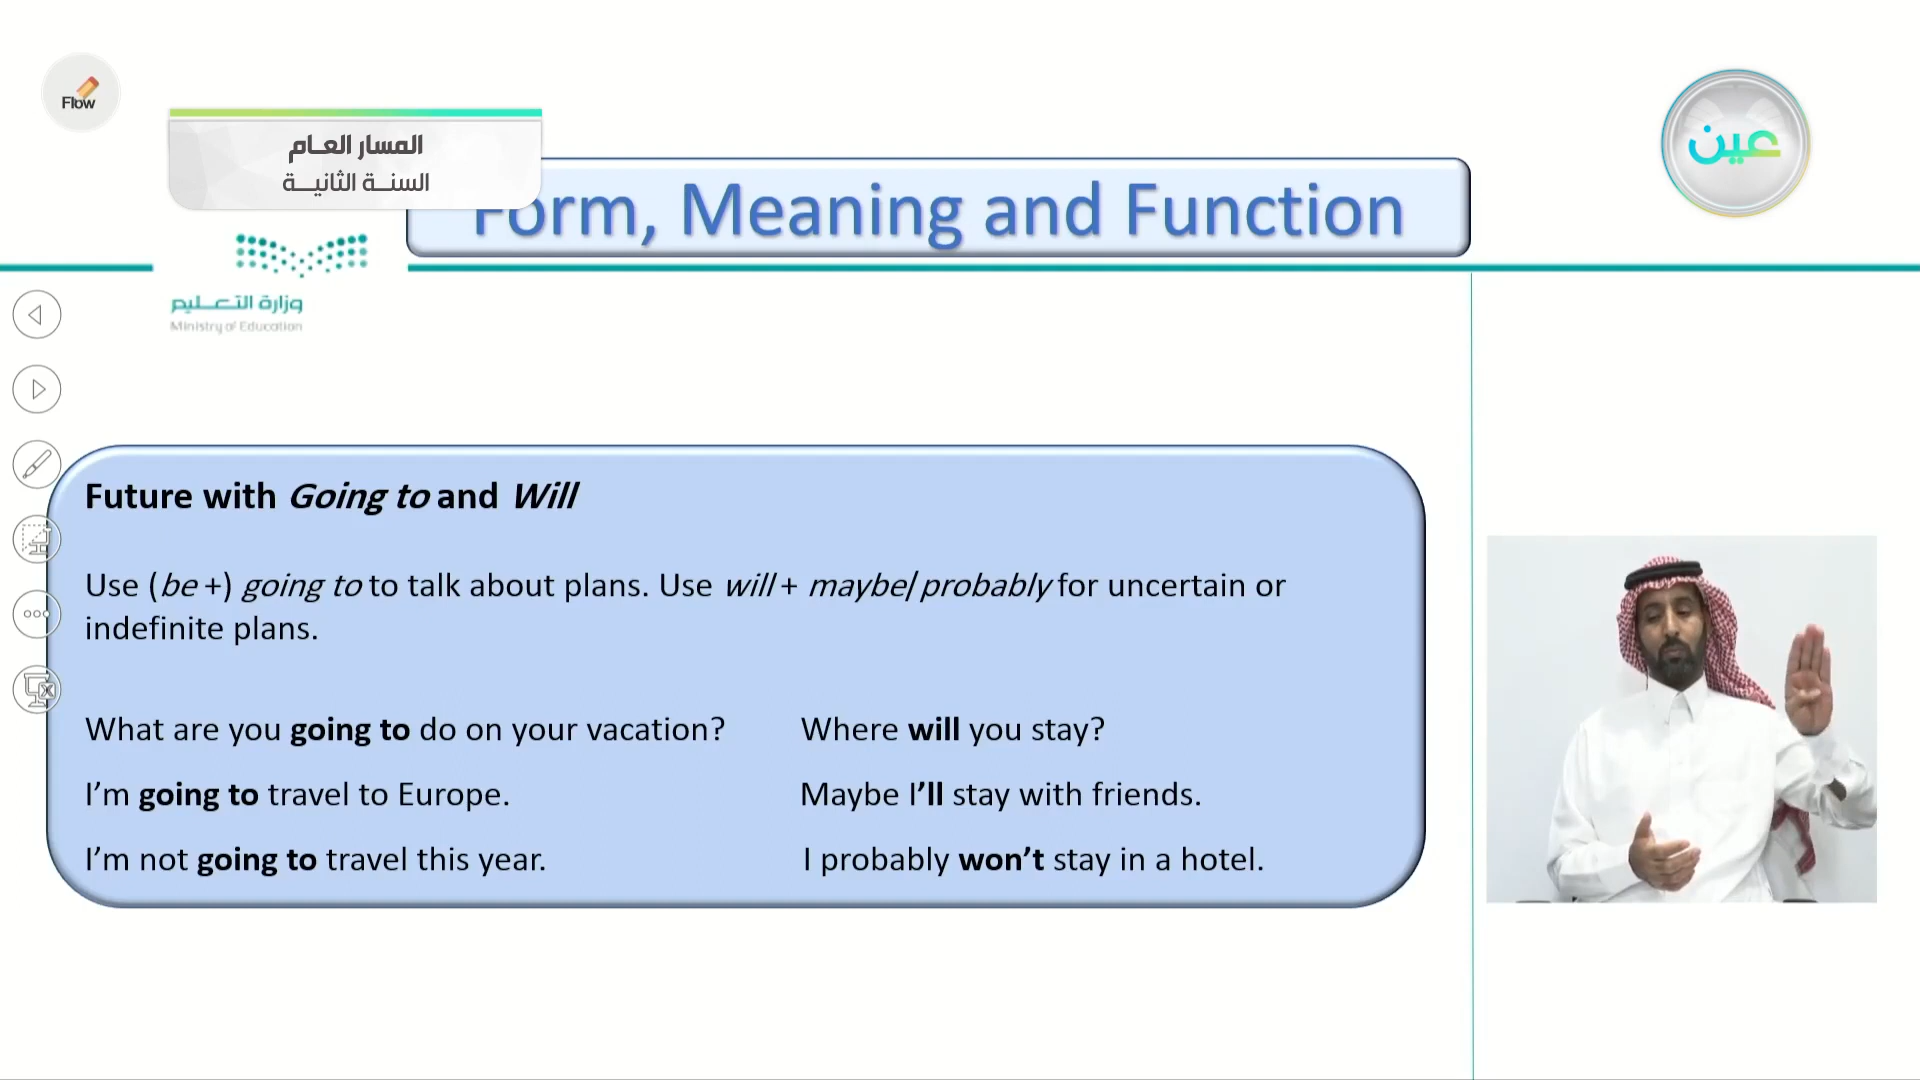 Flow
المسار العام
السنة الثانية
عين
Form, Meaning and Function
وزارة التعليم
Ministry of Education
Future with Going to and Will
Use (be +) going to to talk about plans. Use will + maybe/probably for uncertain or
indefinite plans.
What are you going to do on your vacation?
I'm going to travel to Europe.
I'm not going to travel this year.
Where will you stay?
Maybe I'll stay with friends.
I probably won't stay in a hotel.